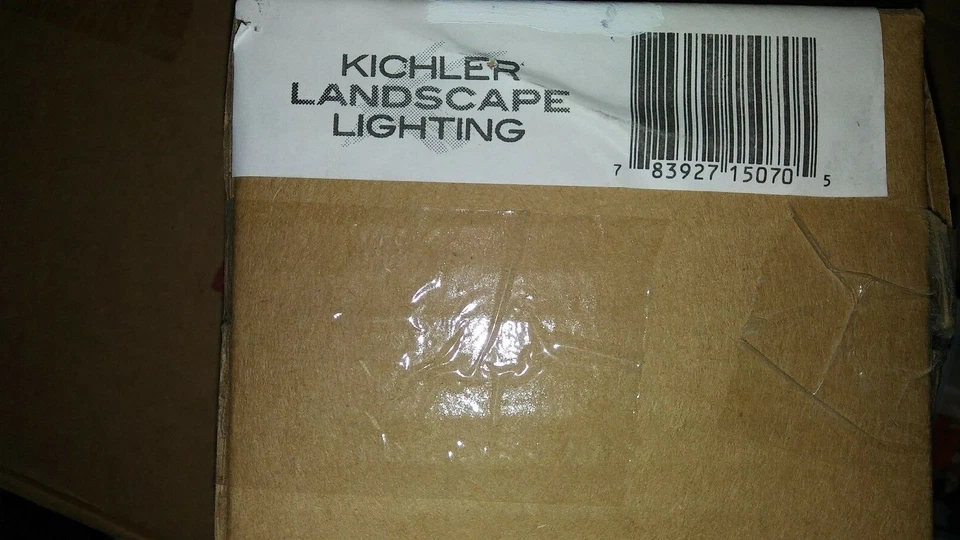 KICHLER
LANDSCAPE
LIGHTING
7 83927 15070 5